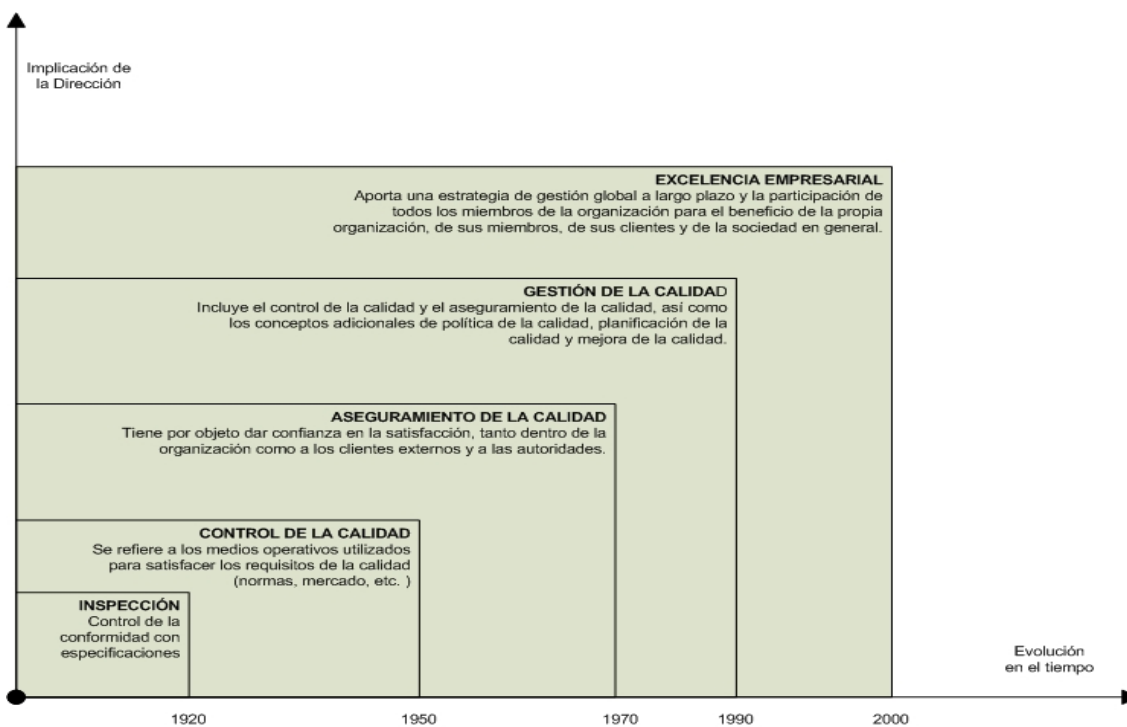 Implicación de
la Dirección
EXCELENCIA EMPRESARIAL
Aporta una estrategia de gestión global a largo plazo y la participación de
todos los miembros de la organización para el beneficio de la propia
organización, de sus miembros, de sus clientes y de la sociedad en general.
GESTIÓN DE LA CALIDAD
Incluye el control de la calidad y el aseguramiento de la calidad, así como
los conceptos adicionales de política de la calidad, planificación de la
calidad y mejora de la calidad.
ASEGURAMIENTO DE LA CALIDAD
Tiene por objeto dar confianza en la satisfacción, tanto dentro de la
organización como a los clientes externos y a las autoridades.
CONTROL DE LA CALIDAD
Se refiere a los medios operativos utilizados
para satisfacer los requisitos de la calidad
(normas, mercado, etc. )
INSPECCIÓN
Control de la
conformidad con
especificaciones
Evolución
en el tiempo
1920 1950 1970 1990 2000